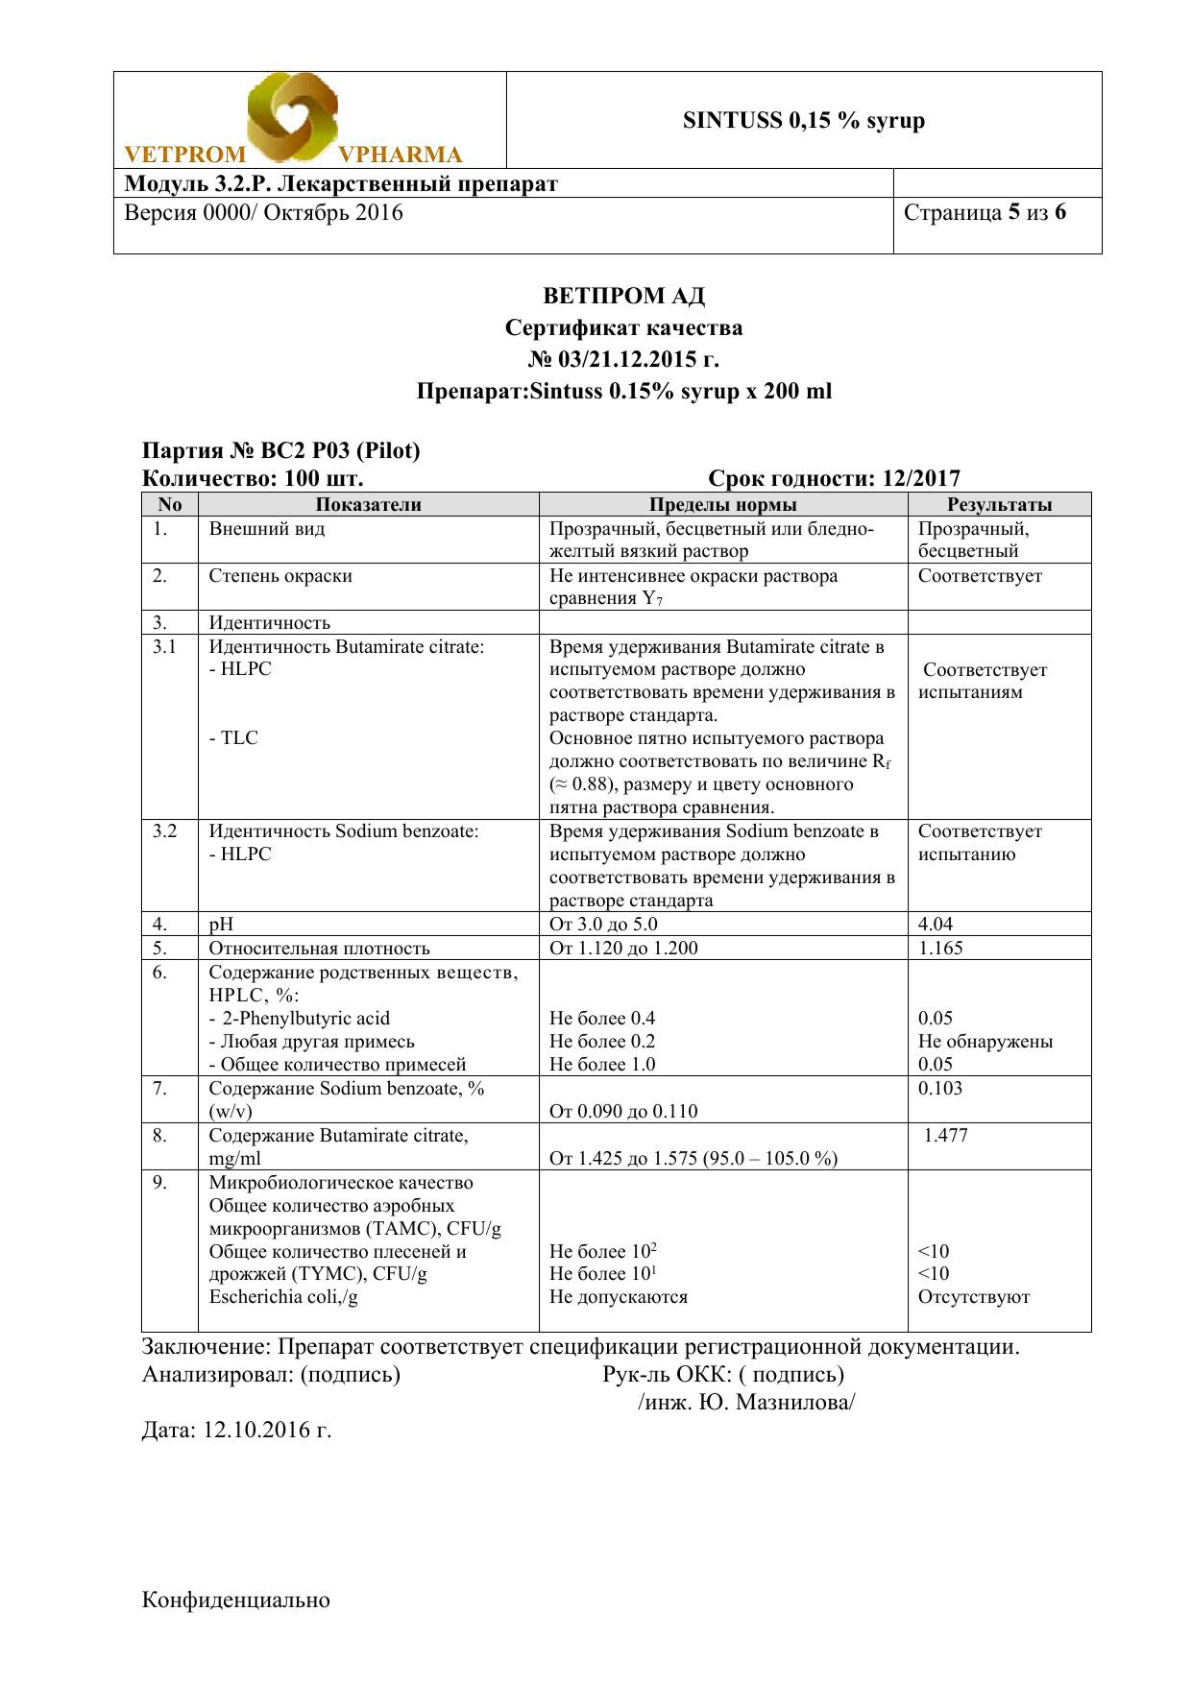 VETPROM VPHARMA
SINTUSS 0,15 % syrup
Модуль 3.2.P. Лекарственный препарат
Версия 0000/ Октябрь 2016
Страница 5 из 6
ВЕТПРОМ АД
Сертификат качества
№ 03/21.12.2015 г.
Препарат:Sintuss 0.15% syrup x 200 ml
Партия № BC2 P03 (Pilot)
Количество: 100 шт. Срок годности: 12/2017
No Показатели Пределы нормы Результаты
1. Внешний вид Прозрачный, бесцветный или бледно- Прозрачный,
желтый вязкий раствор бесцветный
2. Степень окраски Не интенсивнее окраски раствора Соответствует
сравнения Y7
3. Идентичность
3.1 Идентичность Butamirate citrate: Время удерживания Butamirate citrate в
- HLPC испытуемом растворе должно Соответствует
соответствовать времени удерживания в испытаниям
растворе стандарта.
- TLC Основное пятно испытуемого раствора
должно соответствовать по величине Rf
(≈ 0.88), размеру и цвету основного
пятна раствора сравнения.
3.2 Идентичность Sodium benzoate: Время удерживания Sodium benzoate в Соответствует
- HLPC испытуемом растворе должно испытанию
соответствовать времени удерживания в
растворе стандарта
4. pH От 3.0 до 5.0 4.04
5. Относительная плотность От 1.120 до 1.200 1.165
6. Содержание родственных веществ,
HPLC, %:
- 2-Phenylbutyric acid Не более 0.4 0.05
- Любая другая примесь Не более 0.2 Не обнаружены
- Общее количество примесей Не более 1.0 0.05
7. Содержание Sodium benzoate, % 0.103
(w/v) От 0.090 до 0.110
8. Содержание Butamirate citrate, 1.477
mg/ml От 1.425 до 1.575 (95.0 – 105.0 %)
9. Микробиологическое качество
Общее количество аэробных
микроорганизмов (TAMC), CFU/g
Общее количество плесеней и Не более 10² <10
дрожжей (TYMC), CFU/g Не более 10¹ <10
Escherichia coli,/g Не допускаются Отсутствуют
Заключение: Препарат соответствует спецификации регистрационной документации.
Анализировал: (подпись) Рук-ль ОКК: ( подпись)
/инж. Ю. Мазнилова/
Дата: 12.10.2016 г.
Конфиденциально